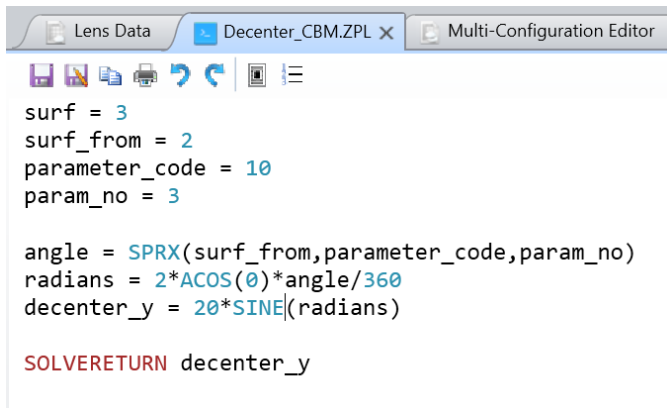 Lens Data Decenter_CBM.ZPL Multi-Configuration Editor
surf = 3
surf_from = 2
parameter_code = 10
param_no = 3
angle = SPRX(surf_from,parameter_code,param_no)
radians = 2*ACOS(0)*angle/360
decenter_y = 20*SINE(radians)
SOLVERETURN decenter_y